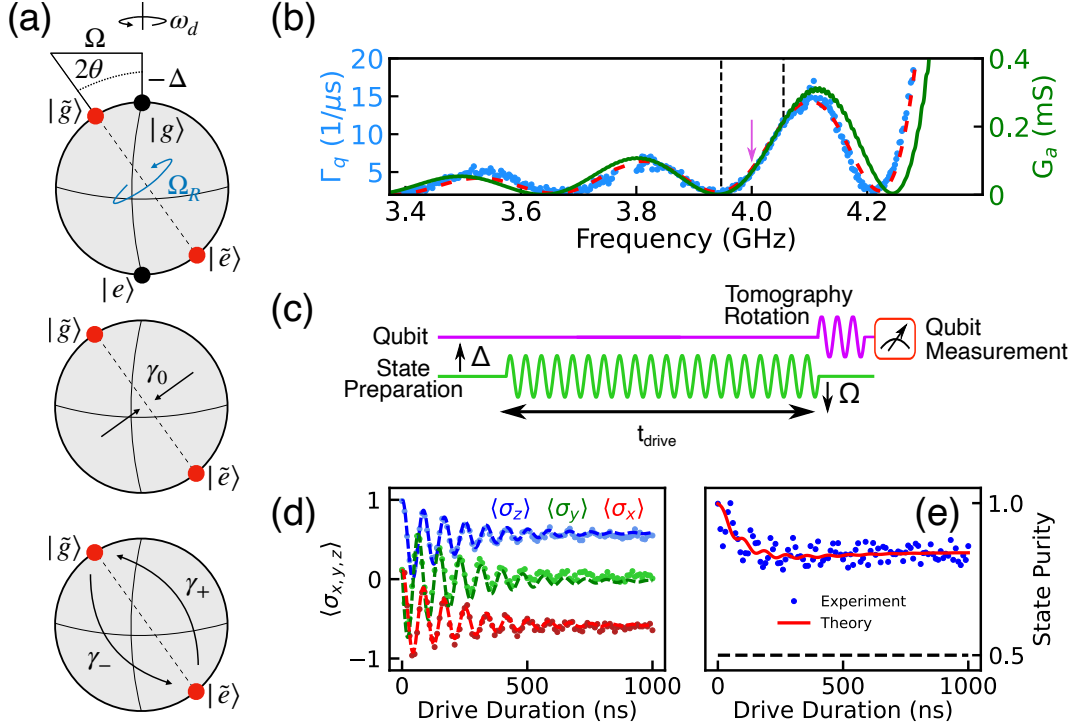 (a)
ω_d
Ω
2θ
−Δ
|g̃⟩
|g⟩
Ω_R
|ẽ⟩
|e⟩
|g̃⟩
γ_0
|ẽ⟩
|g̃⟩
γ_+
γ_−
|ẽ⟩
(b)
Γ_q (1/μs)
20
15
10
5
3.4
3.6
3.8
4.0
4.2
Frequency (GHz)
0.4
0.2
0
G_a (mS)
(c)
Tomography
Rotation
Qubit
Qubit
Measurement
State
Preparation
Δ
Ω
t_drive
(d)
⟨σ_z⟩ ⟨σ_y⟩ ⟨σ_x⟩
⟨σ_{x,y,z}⟩
1
0
−1
0
500
1000
Drive Duration (ns)
(e)
1.0
0.5
State Purity
Experiment
Theory
0
500
1000
Drive Duration (ns)